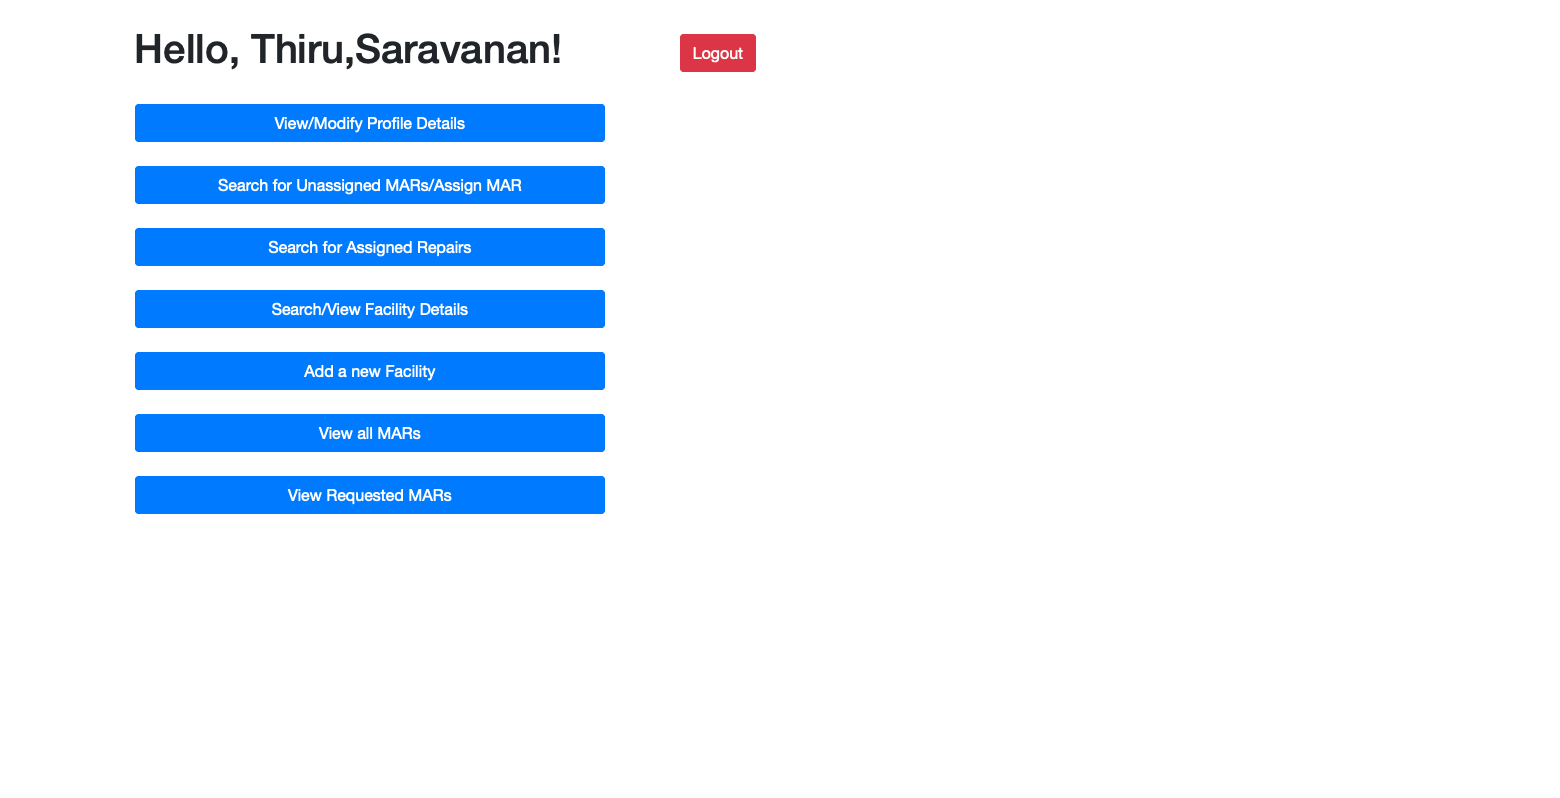 Hello, Thiru,Saravanan!
Logout
View/Modify Profile Details
Search for Unassigned MARs/Assign MAR
Search for Assigned Repairs
Search/View Facility Details
Add a new Facility
View all MARs
View Requested MARs